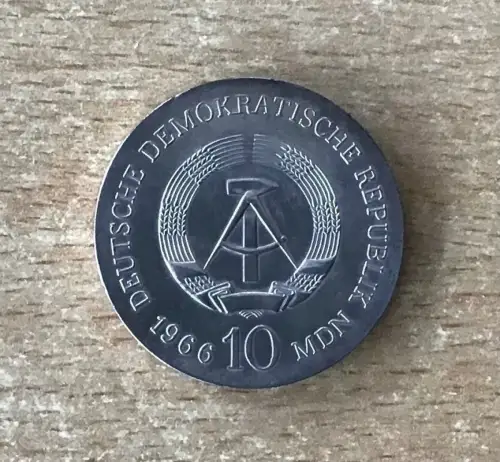 DEUTSCHE DEMOKRATISCHE REPUBLIK
1966 10 MDN